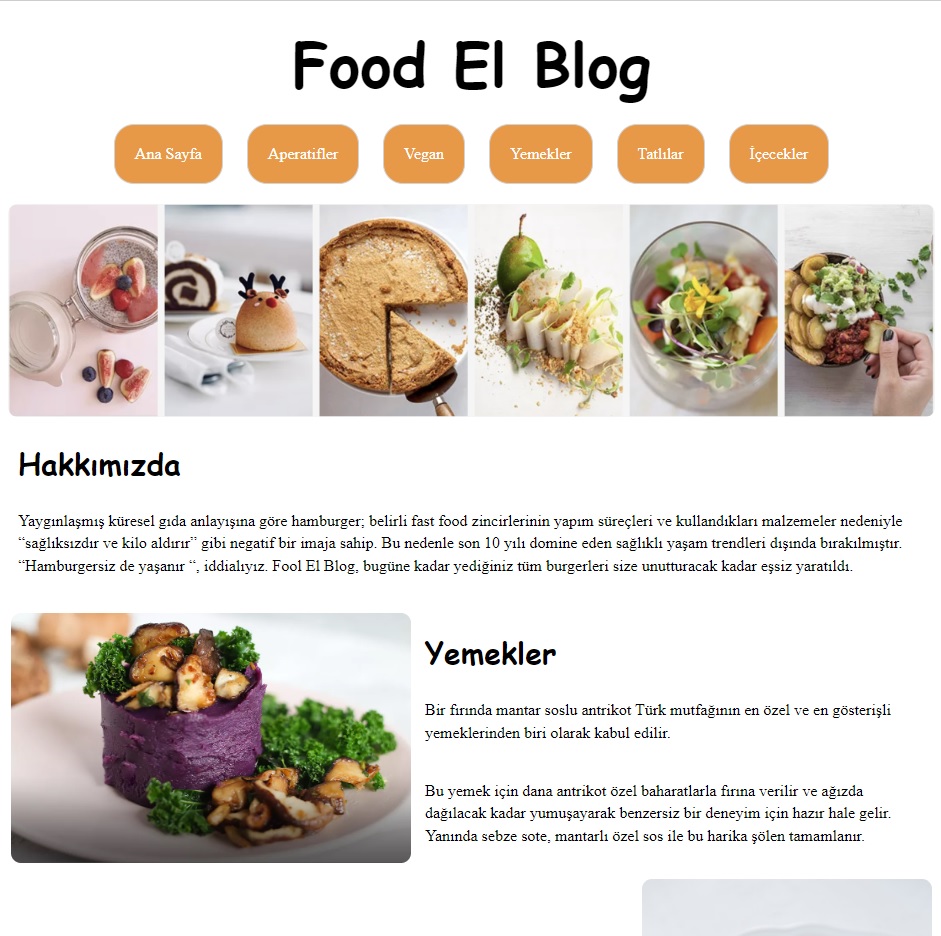 Food El Blog
Ana Sayfa
Aperatifler
Vegan
Yemekler
Tatlılar
İçecekler
Hakkımızda
Yaygınlaşmış küresel gıda anlayışına göre hamburger; belirli fast food zincirlerinin yapım süreçleri ve kullandıkları malzemeler nedeniyle
“sağlıksızdır ve kilo aldırır” gibi negatif bir imaja sahip. Bu nedenle son 10 yılı domine eden sağlıklı yaşam trendleri dışında bırakılmıştır.
“Hamburgersiz de yaşanır “, iddialıyız. Fool El Blog, bugüne kadar yediğiniz tüm burgerleri size unutturacak kadar eşsiz yaratıldı.
Yemekler
Bir fırında mantar soslu antrikot Türk mutfağının en özel ve en gösterişli
yemeklerinden biri olarak kabul edilir.
Bu yemek için dana antrikot özel baharatlarla fırına verilir ve ağızda
dağılacak kadar yumuşayarak benzersiz bir deneyim için hazır hale gelir.
Yanında sebze sote, mantarlı özel sos ile bu harika şölen tamamlanır.